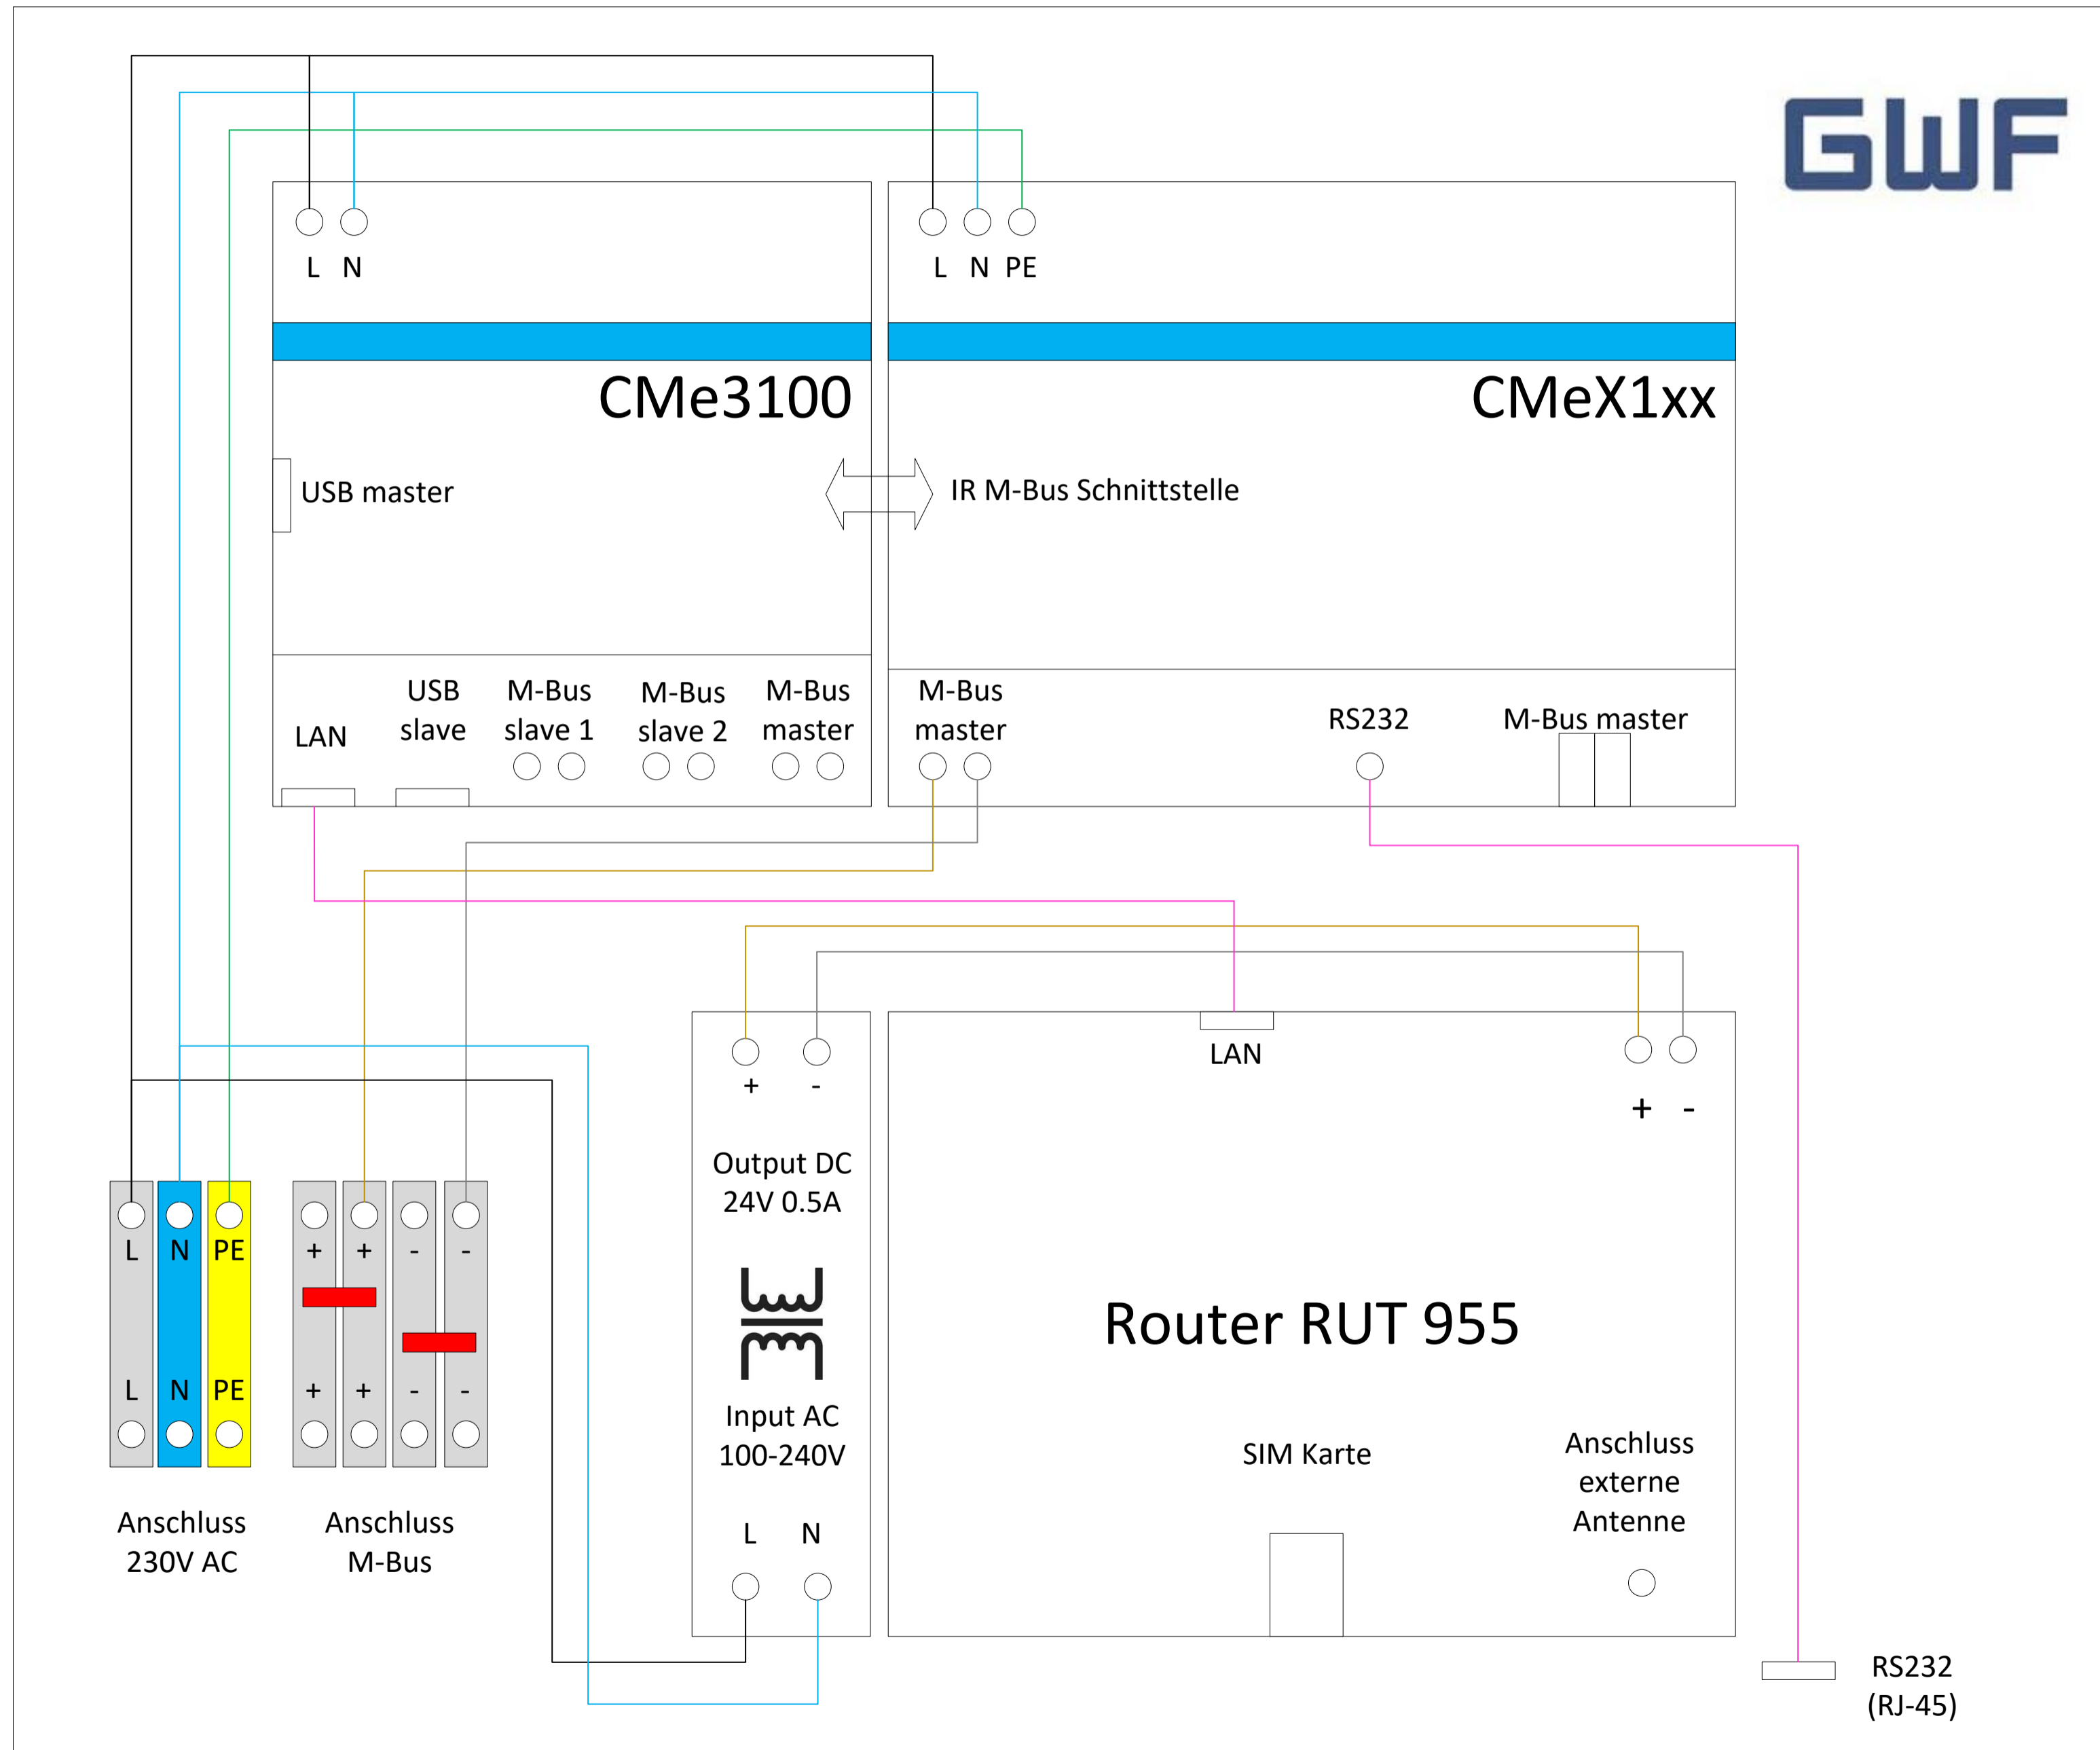 GWF
L N
L N PE
CMe3100
CMeX1xx
USB master
IR M-Bus Schnittstelle
LAN
USB
slave
M-Bus
slave 1
M-Bus
slave 2
M-Bus
master
M-Bus
master
RS232
M-Bus master
+ -
Output DC
24V 0.5A
Input AC
100-240V
L N
LAN
+ -
Router RUT 955
SIM Karte
Anschluss
externe
Antenne
L N PE
+ + - -
L N PE
+ + - -
Anschluss
230V AC
Anschluss
M-Bus
RS232
(RJ-45)